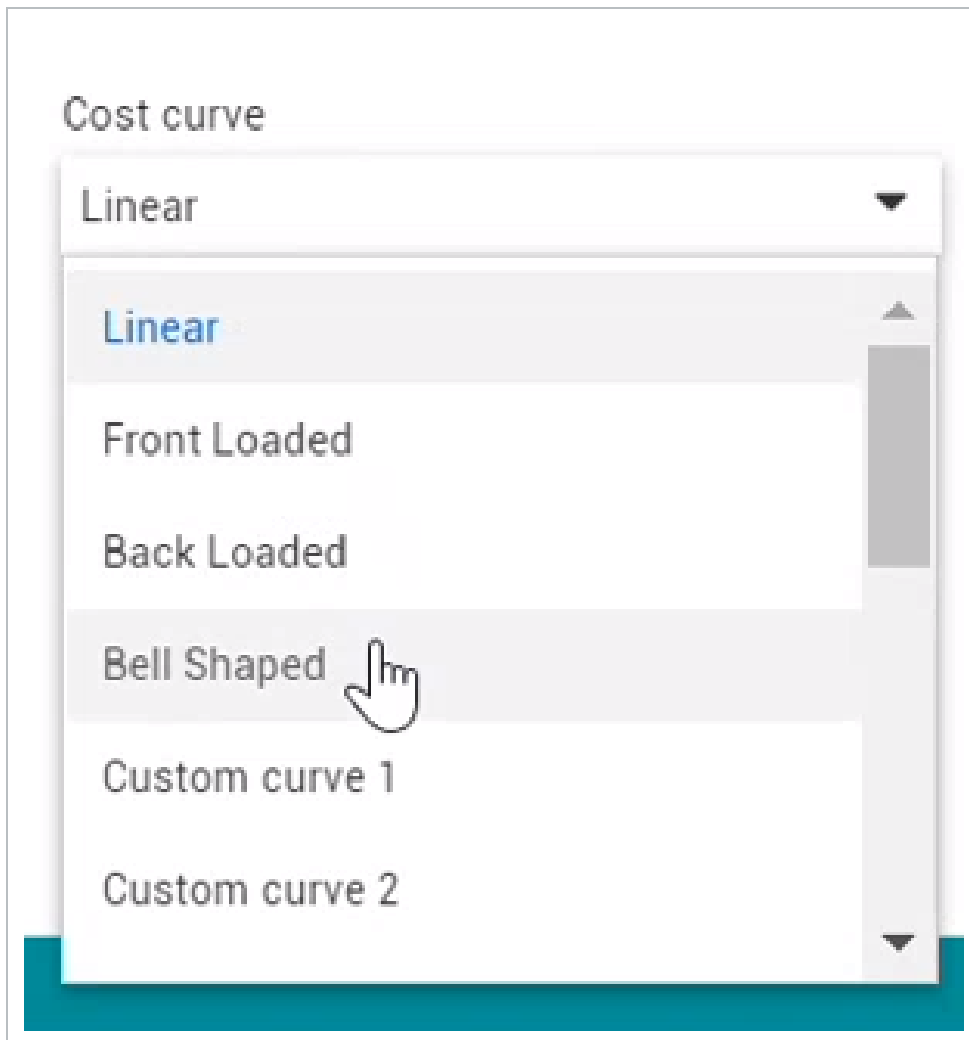 Cost curve
Linear
Linear
Front Loaded
Back Loaded
Bell Shaped
Custom curve 1
Custom curve 2